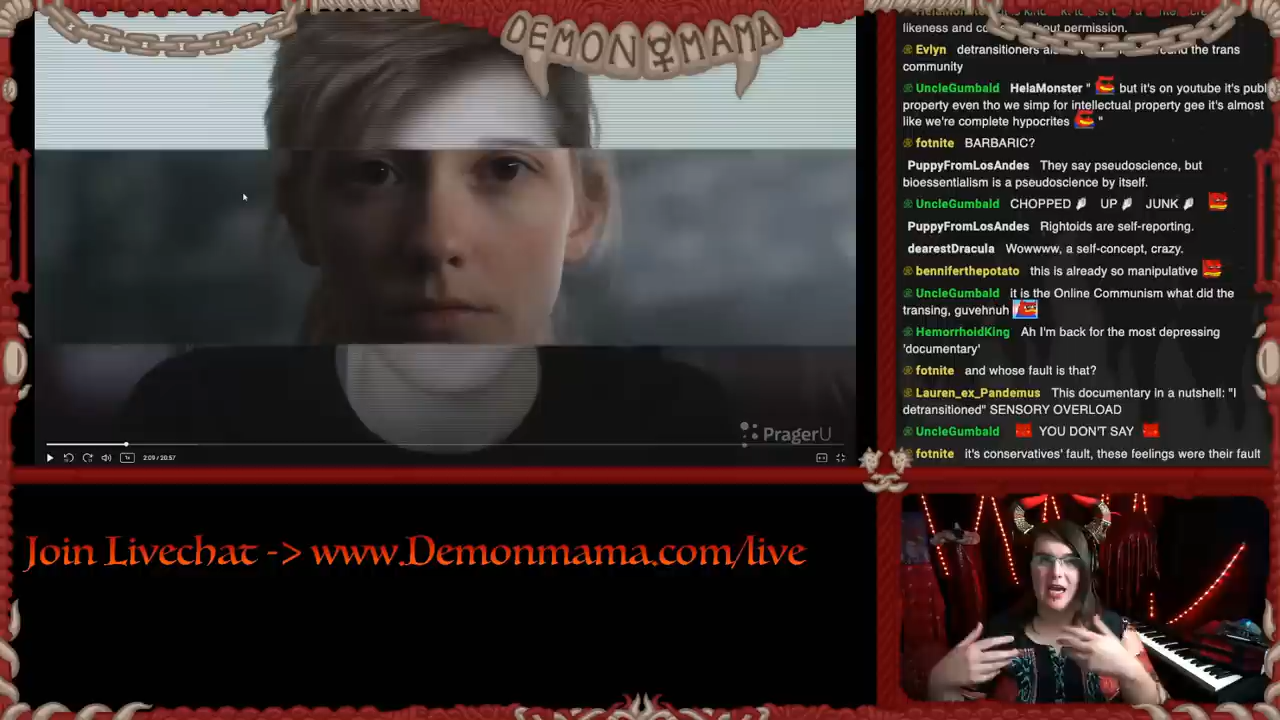 DEMON MAMA
likeness and co
out permission.
Evlyn detransitioners
the trans
community
UncleGumbald HelaMonster " but it's on youtube it's publ
property even tho we simp for intellectual property gee it's almost
like we're complete hypocrites "
fotnite BARBARIC?
PuppyFromLosAndes They say pseudoscience, but
bioessentialism is a pseudoscience by itself.
UncleGumbald CHOPPED UP JUNK
PuppyFromLosAndes Rightoids are self-reporting.
dearestDracula Wowwww, a self-concept, crazy.
benniferthepotato this is already so manipulative
UncleGumbald it is the Online Communism what did the
transing, guvehnuh
HemorrhoidKing Ah I'm back for the most depressing
'documentary'
fotnite and whose fault is that?
Lauren_ex_Pandemus This documentary in a nutshell: "I
detransitioned" SENSORY OVERLOAD
UncleGumbald YOU DON'T SAY
fotnite it's conservatives' fault, these feelings were their fault
PragerU
2:09 / 20:57
Join Livechat -> www.Demonmama.com/live